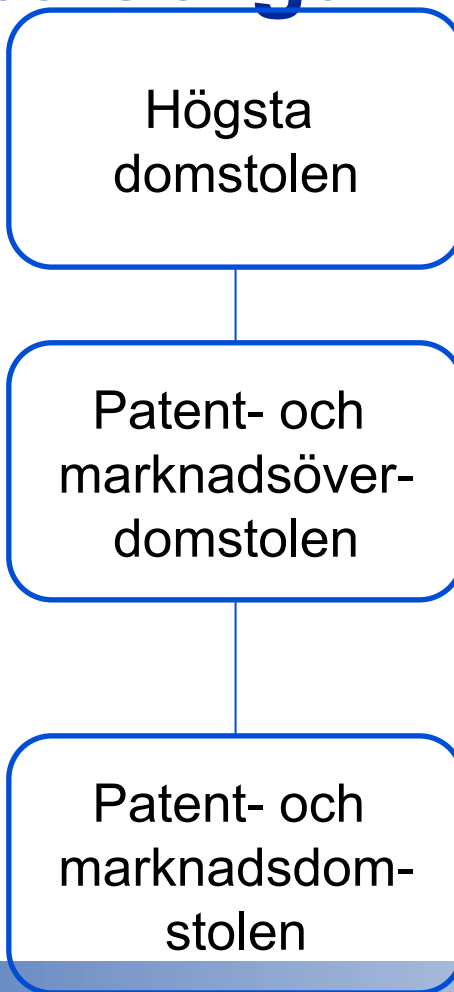 Högsta
domstolen
Patent- och
marknadsöver-
domstolen
Patent- och
marknadsdom-
stolen